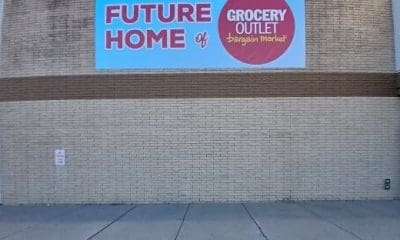 FUTURE
HOME of
GROCERY
OUTLET
bargain market